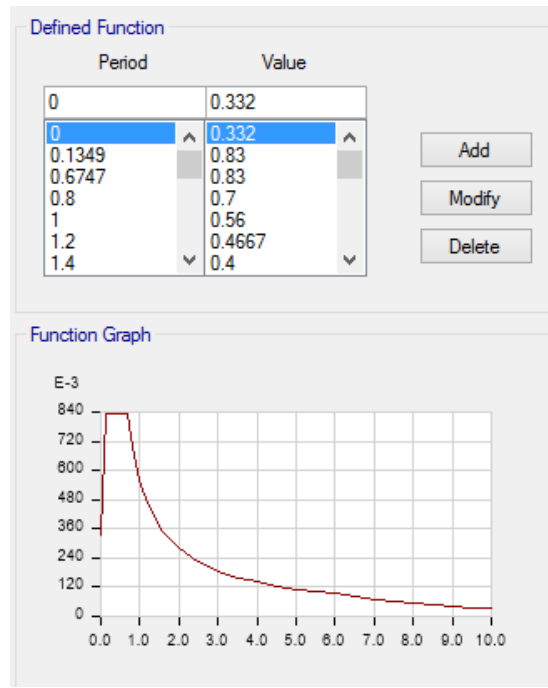 Defined Function
Period Value
0 0.332
0 0.332
0.1349 0.83
0.6747 0.83
0.8 0.7
1 0.56
1.2 0.4667
1.4 0.4
Add
Modify
Delete
Function Graph
E-3
840
720
600
480
360
240
120
0
0.0 1.0 2.0 3.0 4.0 5.0 6.0 7.0 8.0 9.0 10.0